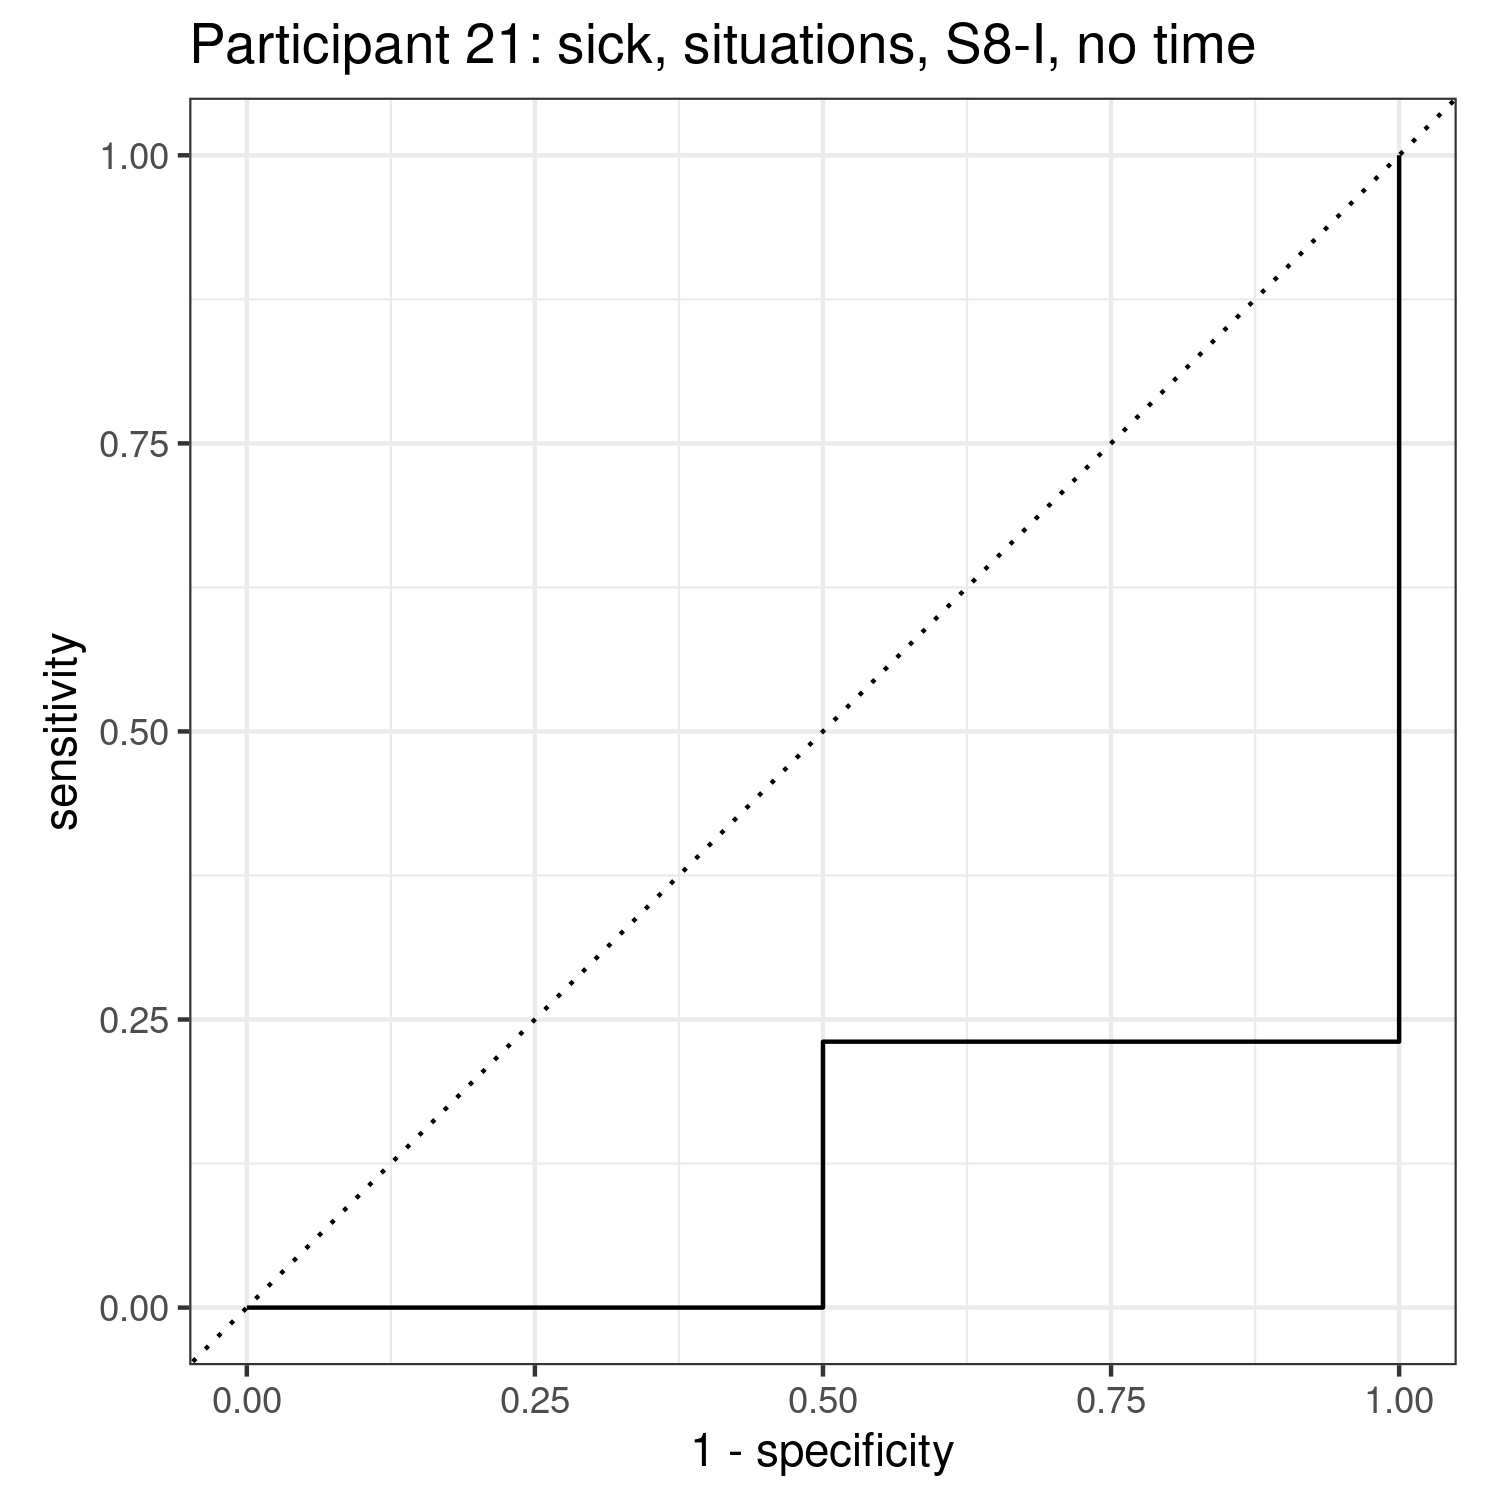 Participant 21: sick, situations, S8-I, no time
1.00
0.75
0.50
0.25
0.00
sensitivity
0.00 0.25 0.50 0.75 1.00
1 - specificity